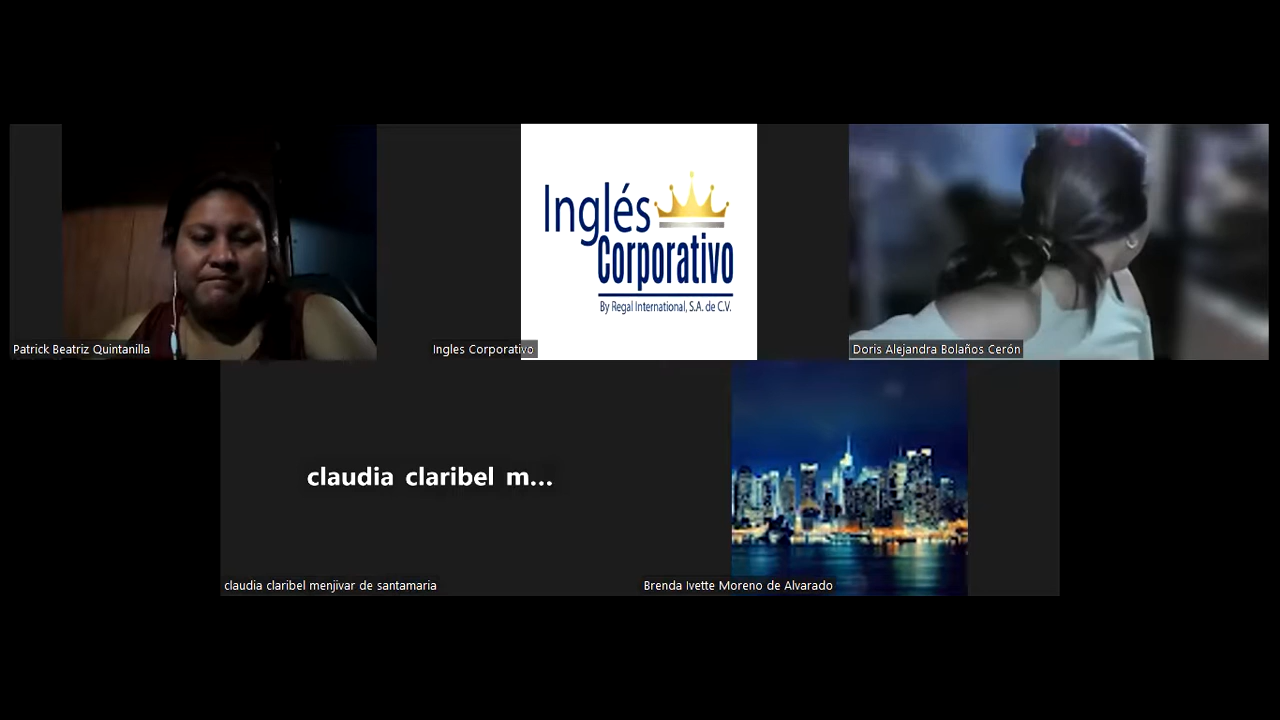 Inglés
Corporativo
By Regal International, S.A. de C.V.
Patrick Beatriz Quintanilla
Ingles Corporativo
Doris Alejandra Bolaños Cerón
claudia claribel m...
claudia claribel menjivar de santamaria
Brenda Ivette Moreno de Alvarado